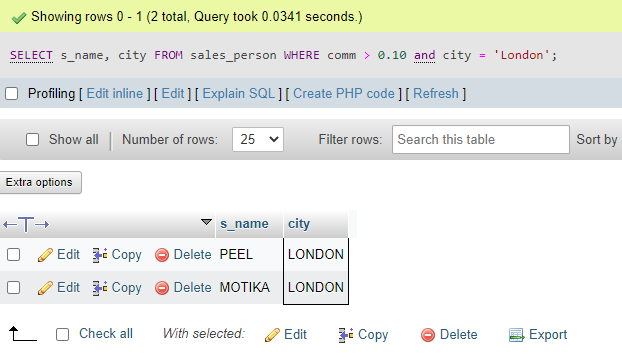 Showing rows 0 - 1 (2 total, Query took 0.0341 seconds.)
SELECT s_name, city FROM sales_person WHERE comm > 0.10 and city = 'London';
Profiling [ Edit inline ] [ Edit ] [ Explain SQL ] [ Create PHP code ] [ Refresh ]
Show all Number of rows: 25 Filter rows: Search this table Sort by
Extra options
←T→ s_name city
Edit Copy Delete PEEL LONDON
Edit Copy Delete MOTIKA LONDON
Check all With selected: Edit Copy Delete Export